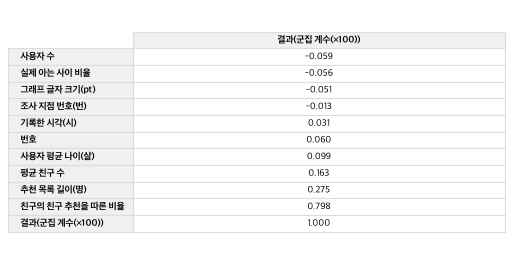 결과(군집 계수(×100))
사용자 수 -0.059
실제 아는 사이 비율 -0.056
그래프 글자 크기(pt) -0.051
조사 지점 번호(번) -0.013
기록한 시각(시) 0.031
번호 0.060
사용자 평균 나이(살) 0.099
평균 친구 수 0.163
추천 목록 길이(명) 0.275
친구의 친구 추천을 따른 비율 0.798
결과(군집 계수(×100)) 1.000